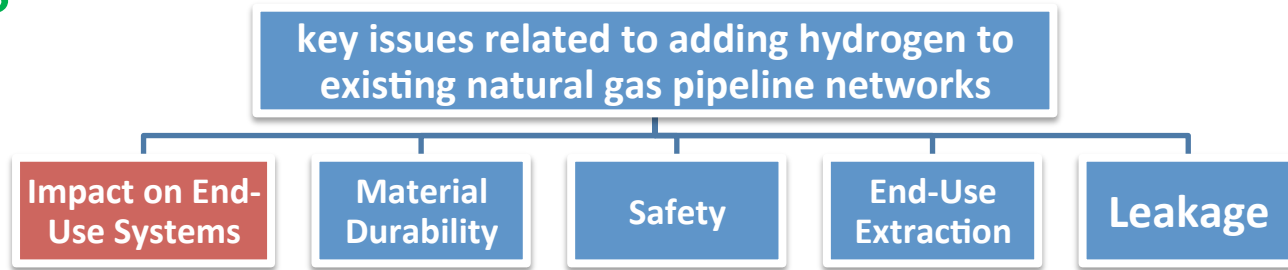 key issues related to adding hydrogen to
existing natural gas pipeline networks
Impact on End-
Use Systems
Material
Durability
Safety
End-Use
Extraction
Leakage